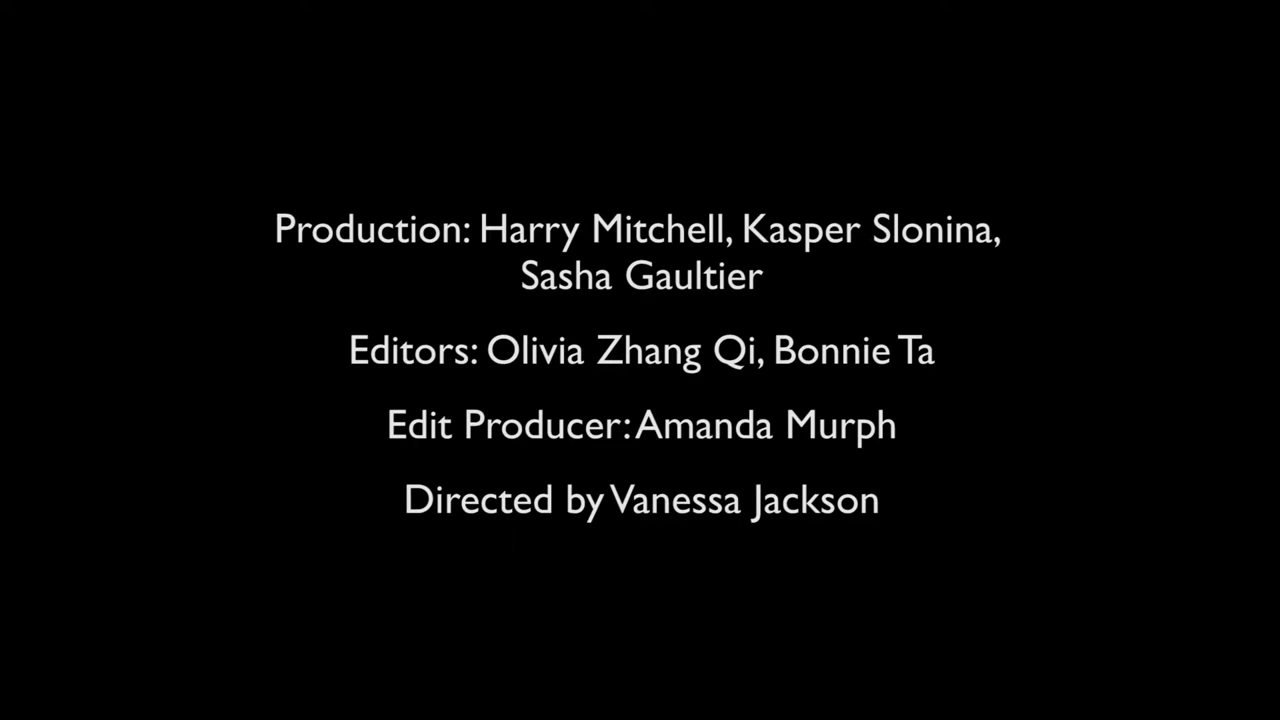 Production: Harry Mitchell, Kasper Slonina,
Sasha Gaultier
Editors: Olivia Zhang Qi, Bonnie Ta
Edit Producer: Amanda Murph
Directed by Vanessa Jackson